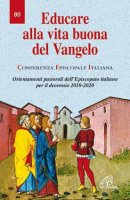 80
Educare
alla vita buona
del Vangelo
CONFERENZA EPISCOPALE ITALIANA
Orientamenti pastorali dell'Episcopato italiano
per il decennio 2010-2020